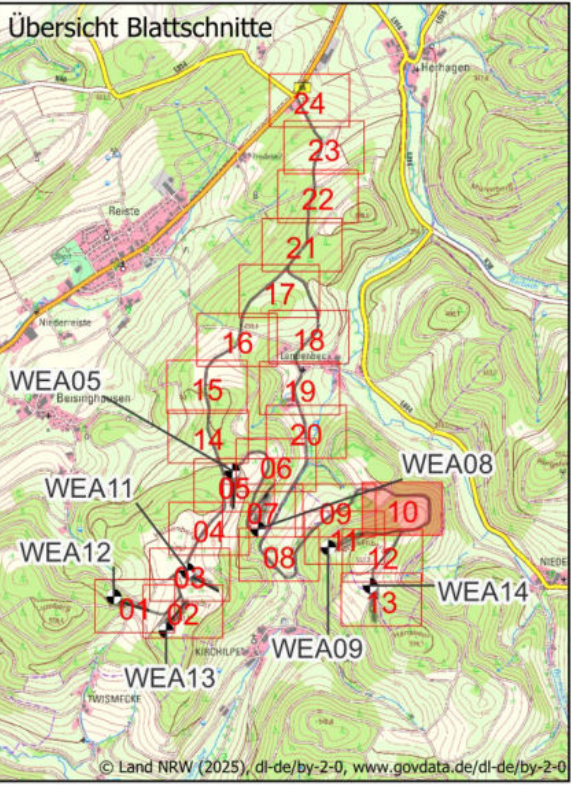 Übersicht Blattschnitte
Herhagen
24
23
22
Reiste
21
17
Niederreiste
16
18
Landenbeck
19
WEA05
15
Beisinghausen
14
20
06
WEA08
WEA11
05
07
09
10
04
WEA12
11
08
12
03
WEA14
01
02
13
KIRCHILPE
WEA09
WEA13
TWISMECKE
© Land NRW (2025), dl-de/by-2-0, www.govdata.de/dl-de/by-2-0